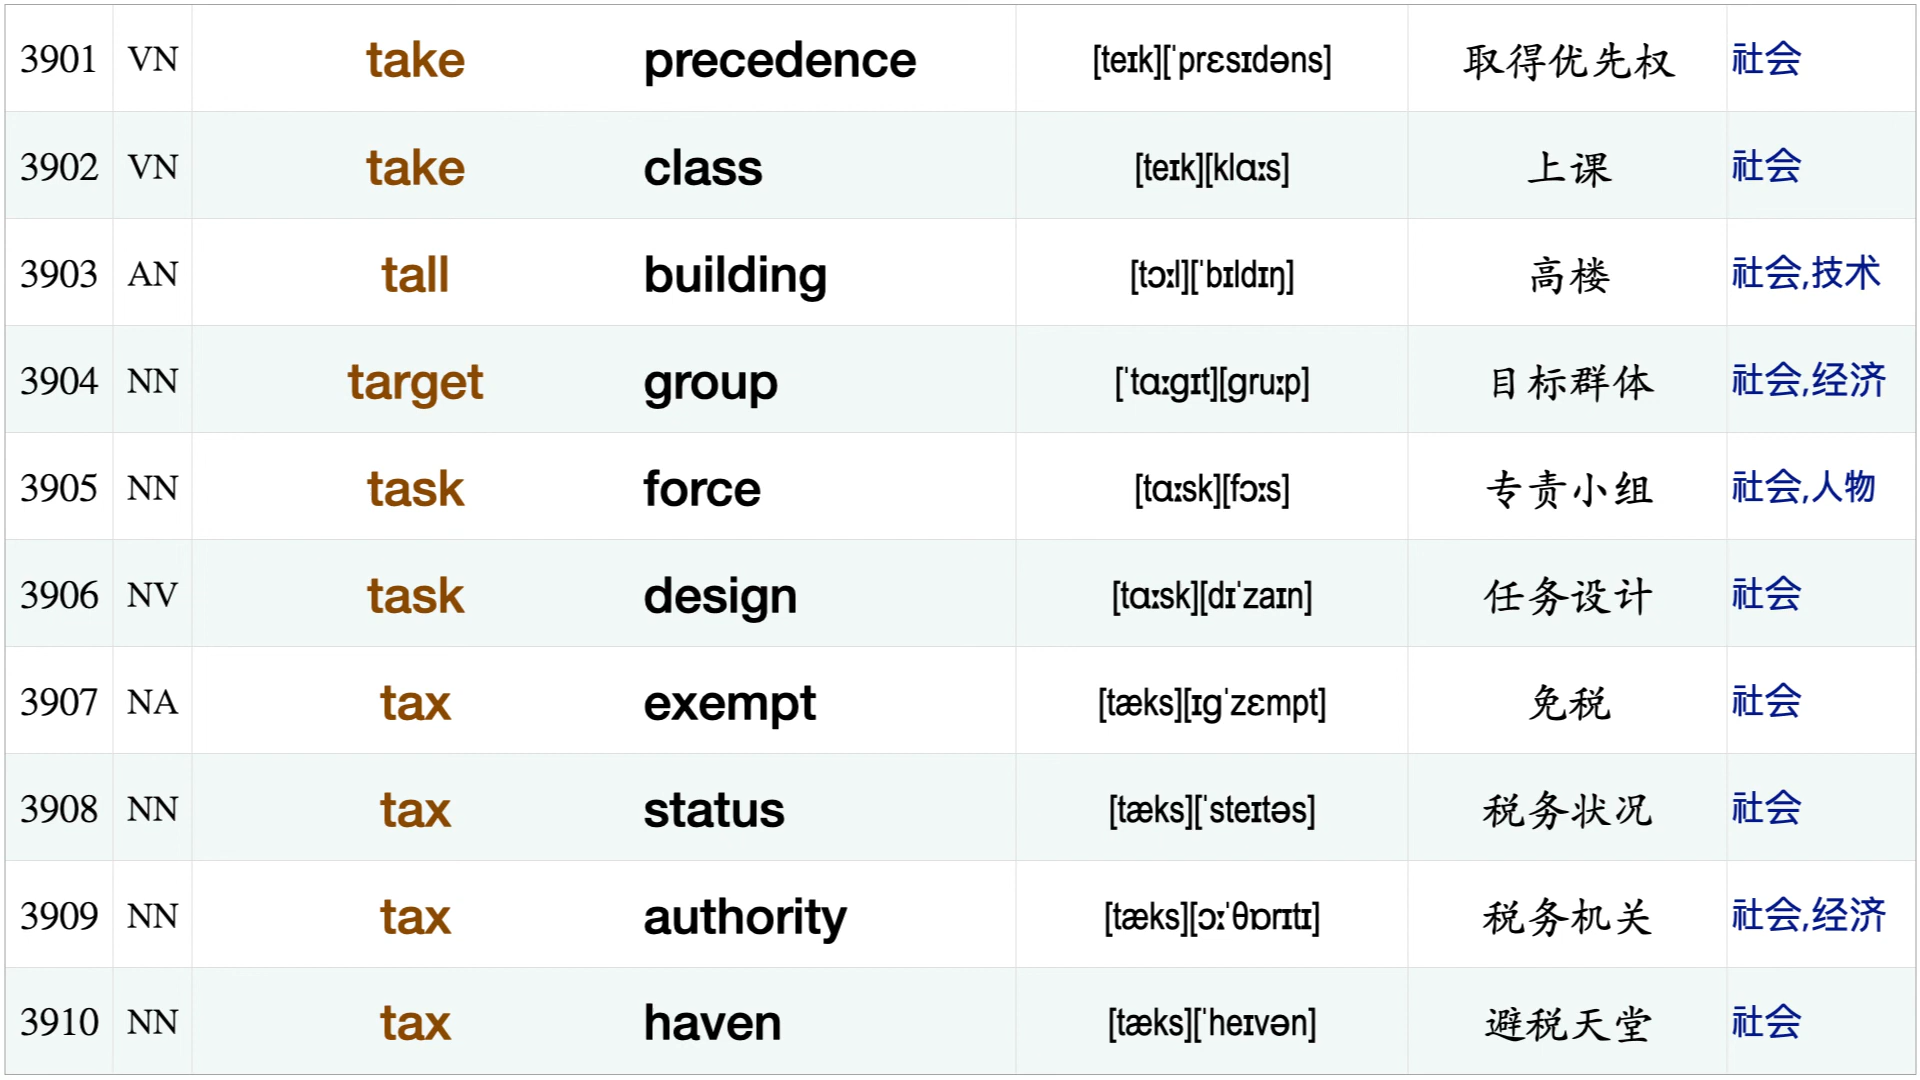 3901 VN take precedence [teɪk][ˈprɛsɪdəns] 取得优先权 社会
3902 VN take class [teɪk][klɑːs] 上课 社会
3903 AN tall building [tɔːl][ˈbɪldɪŋ] 高楼 社会,技术
3904 NN target group [ˈtɑːgɪt][gruːp] 目标群体 社会,经济
3905 NN task force [tɑːsk][fɔːs] 专责小组 社会,人物
3906 NV task design [tɑːsk][dɪˈzaɪn] 任务设计 社会
3907 NA tax exempt [tæks][ɪgˈzɛmpt] 免税 社会
3908 NN tax status [tæks][ˈsteɪtəs] 税务状况 社会
3909 NN tax authority [tæks][ɔːˈθɒrɪtɪ] 税务机关 社会,经济
3910 NN tax haven [tæks][ˈheɪvən] 避税天堂 社会